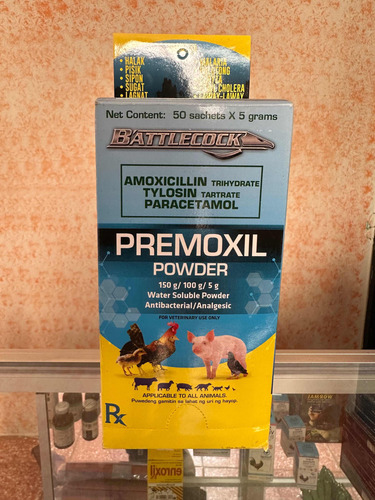 • HALAK
• PISIK
• SIPON
• SUGAT
LAGNAT
MALARIA
CHOLERA
Net Content: 50 sachets X 5 grams
BATTLECOCK
AMOXICILLIN TRIHYDRATE
TYLOSIN TARTRATE
PARACETAMOL
PREMOXIL
POWDER
150 g/ 100 g/ 5 g
Water Soluble Powder
Antibacterial/Analgesic
FOR VETERINARY USE ONLY
APPLICABLE TO ALL ANIMALS.
Puwedeng gamitin sa lahat ng uri ng hayop.
Rx
enroxil